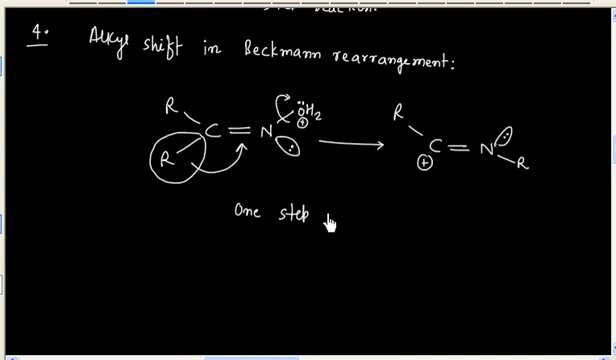 4. Alkyl shift in Beckmann rearrangement:
R C = N ÖH2 ⊕ R
R C ⊕ = N R
One step